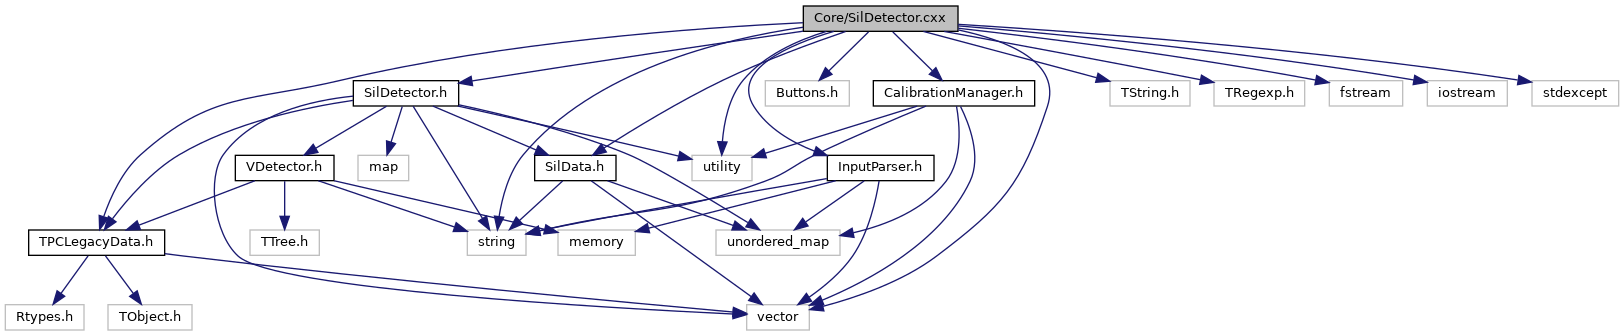 Core/SilDetector.cxx
SilDetector.h
Buttons.h
CalibrationManager.h
TString.h
TRegexp.h
fstream
iostream
stdexcept
VDetector.h
map
SilData.h
utility
InputParser.h
TPCLegacyData.h
TTree.h
string
memory
unordered_map
Rtypes.h
TObject.h
vector